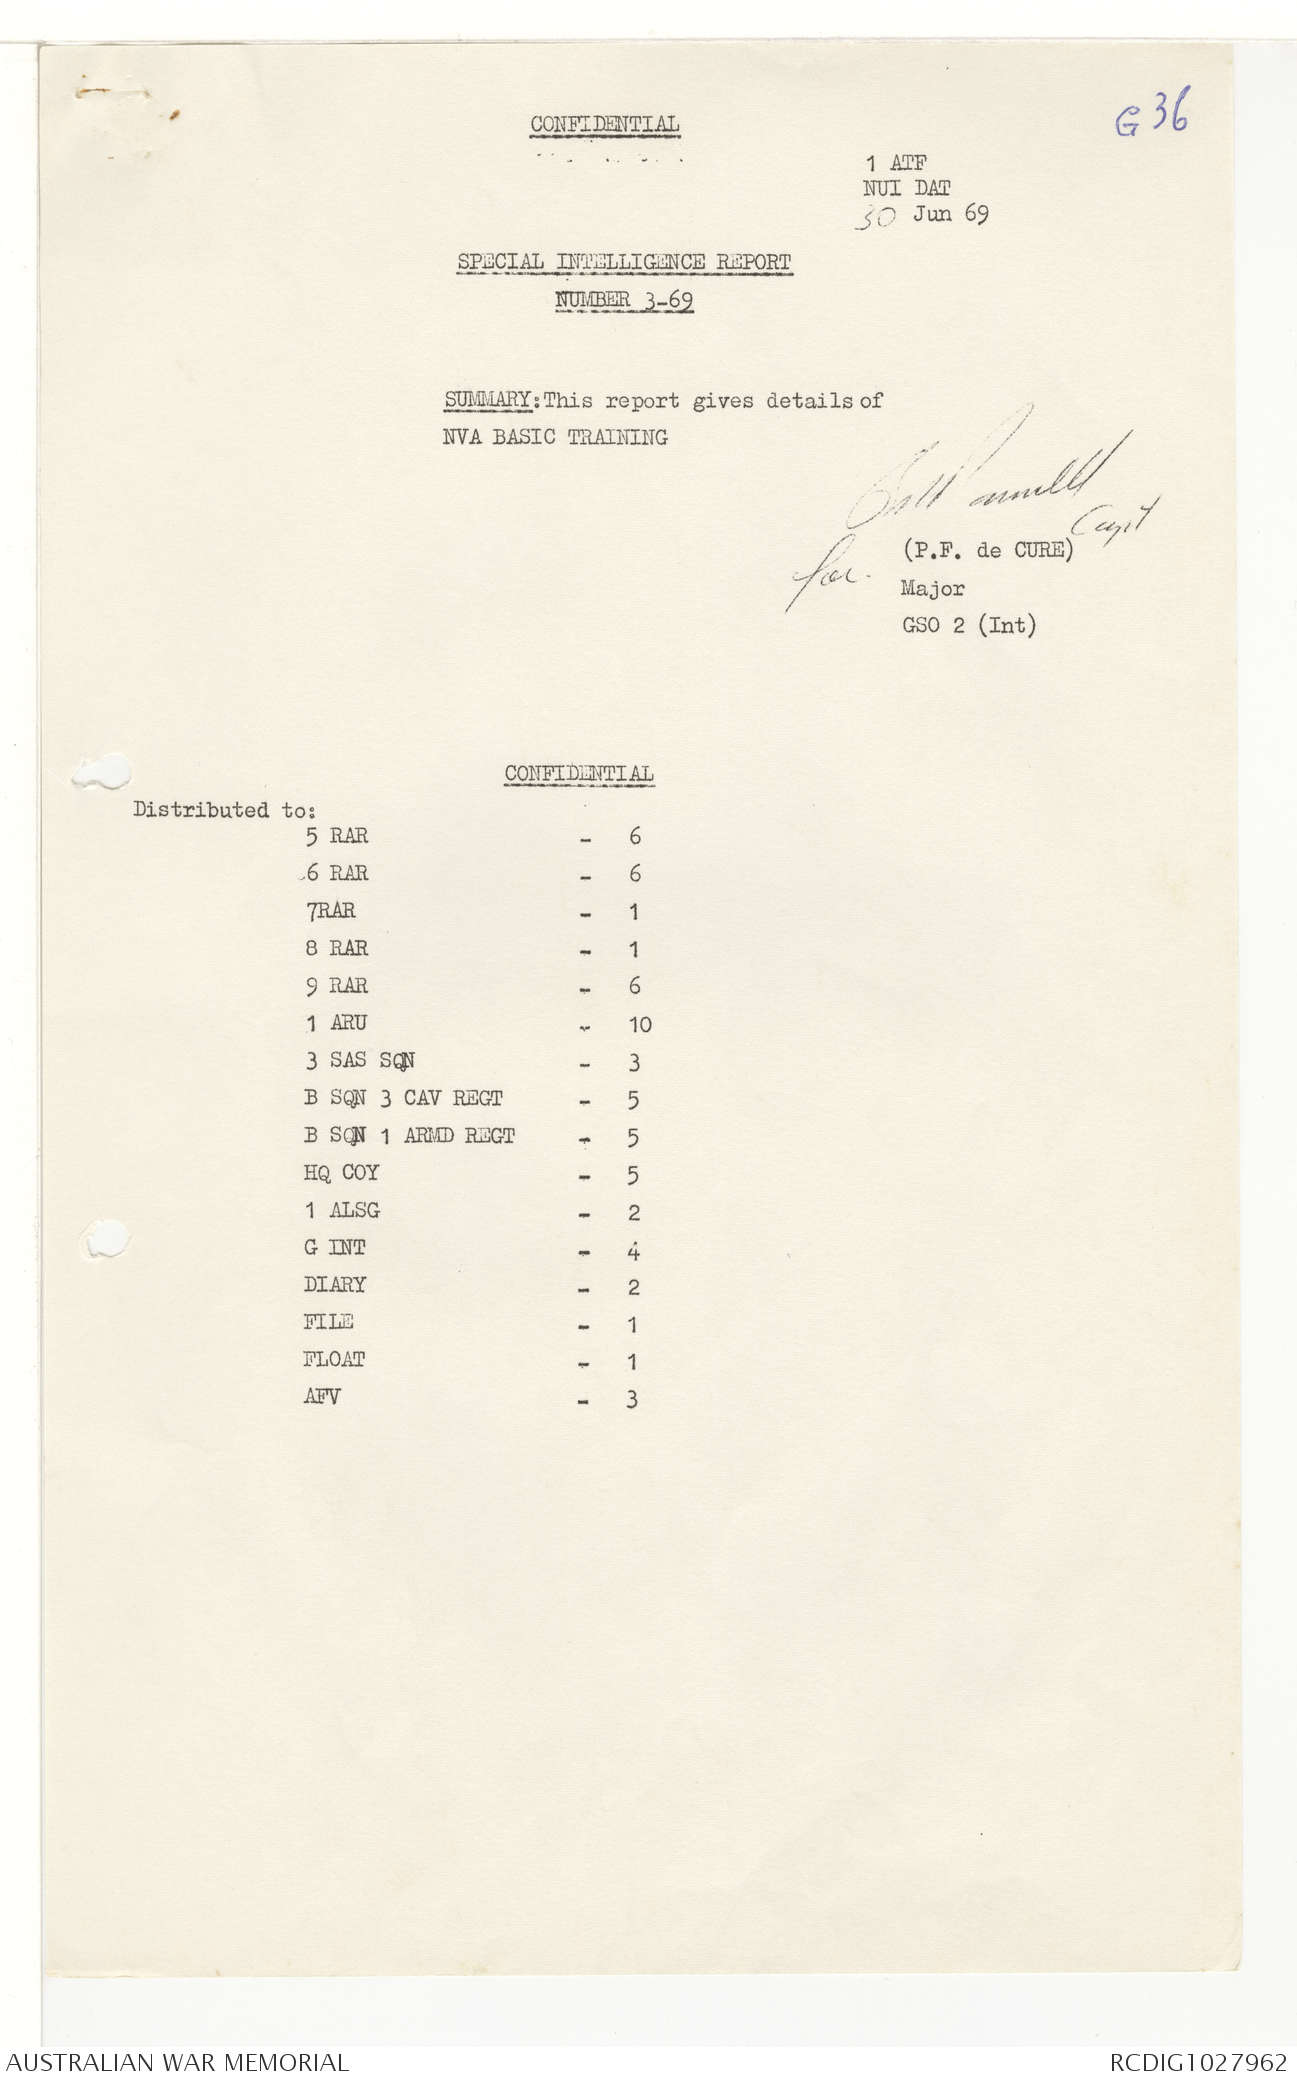 G36
CONFIDENTIAL
1 ATF
NUI DAT
30 Jun 69
SPECIAL INTELLIGENCE REPORT
NUMBER 3-69
SUMMARY:This report gives details of
NVA BASIC TRAINING
Capt
for
(P.F. de CURE)
Major
GSO 2 (Int)
CONFIDENTIAL
Distributed to:
5 RAR - 6
6 RAR - 6
7RAR - 1
8 RAR - 1
9 RAR - 6
1 ARU - 10
3 SAS SQN - 3
B SQN 3 CAV REGT - 5
B SQN 1 ARMD REGT - 5
HQ COY - 5
1 ALSG - 2
G INT - 4
DIARY - 2
FILE - 1
FLOAT - 1
AFV - 3
AUSTRALIAN WAR MEMORIAL
RCDIG1027962